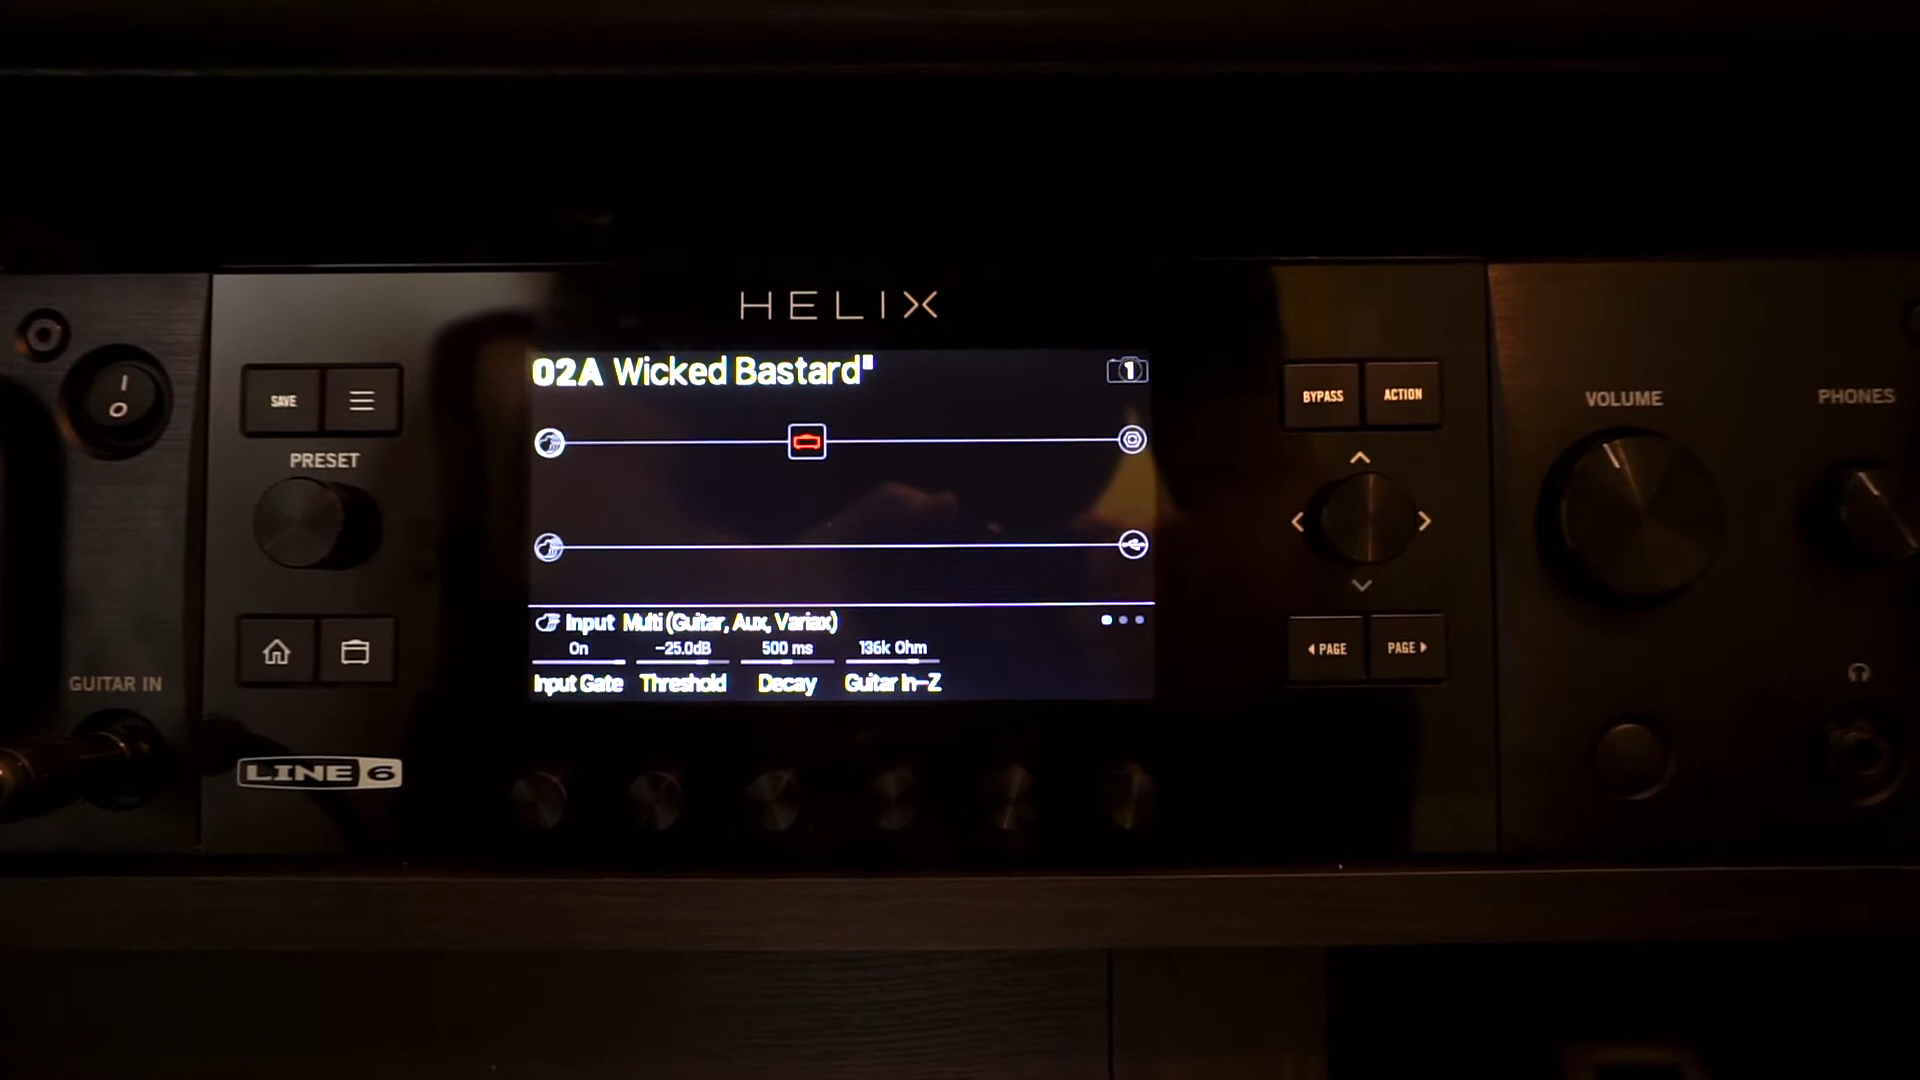 HELIX
02A Wicked Bastard
1
SAVE
PRESET
BYPASS
ACTION
VOLUME
PHONES
I
O
Input Multi (Guitar, Aux, Variax)
On
-25.0dB
500 ms
136k Ohm
Input Gate
Threshold
Decay
Guitar In-Z
PAGE
PAGE
GUITAR IN
LINE 6